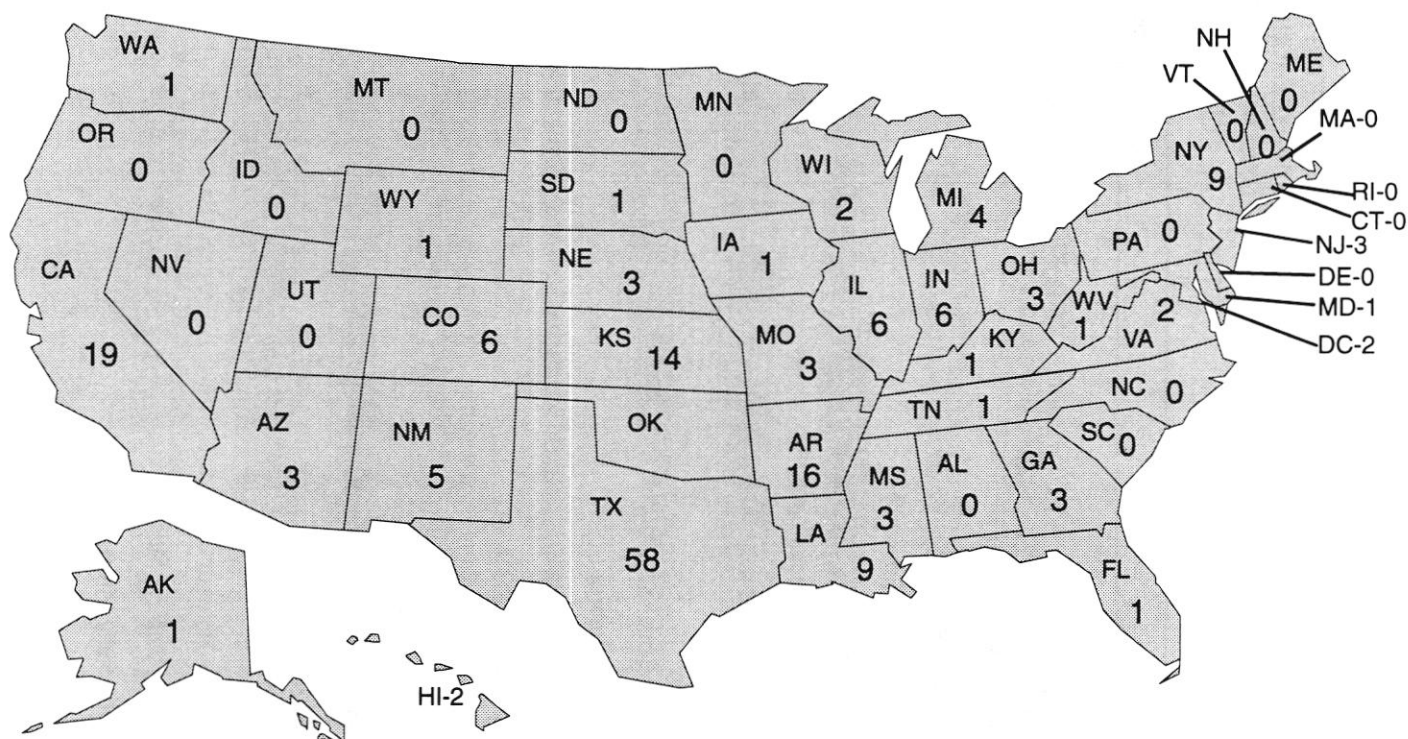 WA
1
MT
0
ND
0
MN
0
OR
0
ID
0
WY
1
SD
1
WI
2
MI
4
NY
9
VT
0
NH
0
ME
0
MA-0
RI-0
CT-0
NJ-3
DE-0
MD-1
DC-2
CA
19
NV
0
UT
0
CO
6
NE
3
IA
1
IL
6
IN
6
OH
3
PA
0
WV
1
VA
2
KS
14
MO
3
KY
1
TN
1
NC
0
SC
0
AZ
3
NM
5
OK
AR
16
MS
3
AL
0
GA
3
TX
58
LA
9
FL
1
AK
1
HI-2